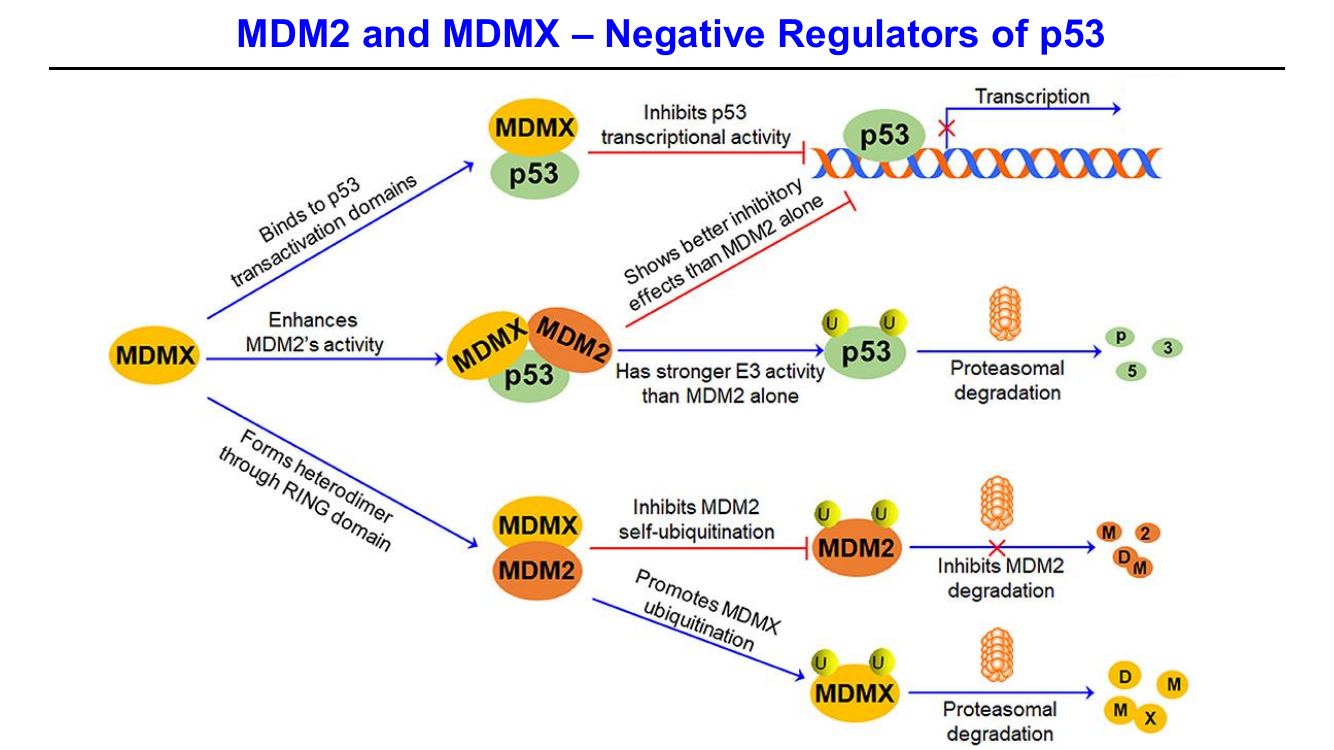 MDM2 and MDMX – Negative Regulators of p53
Transcription
MDMX
p53
Inhibits p53
transcriptional activity
p53
Binds to p53
transactivation domains
Shows better inhibitory
effects than MDM2 alone
MDMX
Enhances
MDM2's activity
MDMX
MDM2
p53
Has stronger E3 activity
than MDM2 alone
U
U
p53
Proteasomal
degradation
p
3
5
Forms heterodimer
through RING domain
MDMX
MDM2
Inhibits MDM2
self-ubiquitination
U
U
MDM2
Inhibits MDM2
degradation
M
2
D
M
Promotes MDMX
ubiquitination
U
U
MDMX
Proteasomal
degradation
D
M
M
X